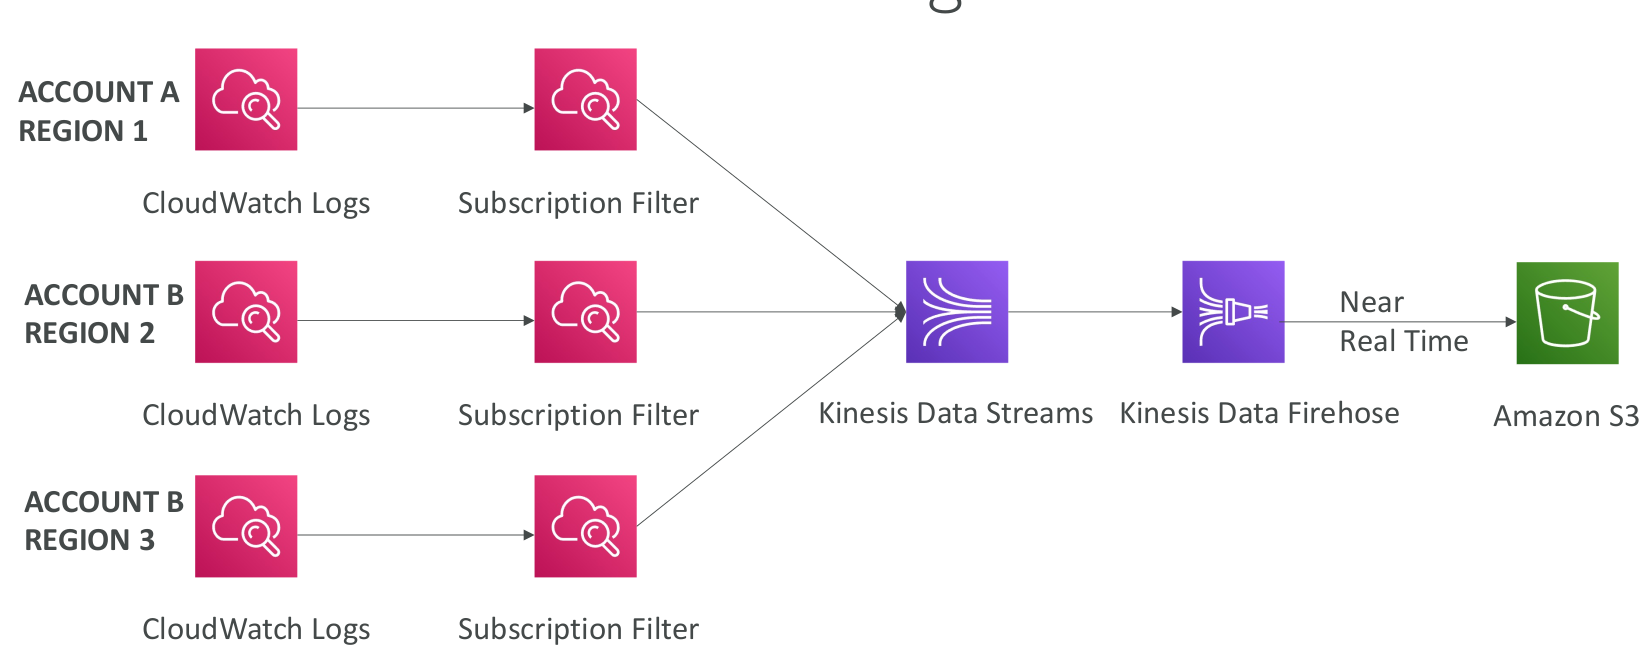 g
ACCOUNT A
REGION 1
CloudWatch Logs
Subscription Filter
ACCOUNT B
REGION 2
CloudWatch Logs
Subscription Filter
Kinesis Data Streams
Kinesis Data Firehose
Near
Real Time
Amazon S3
ACCOUNT B
REGION 3
CloudWatch Logs
Subscription Filter